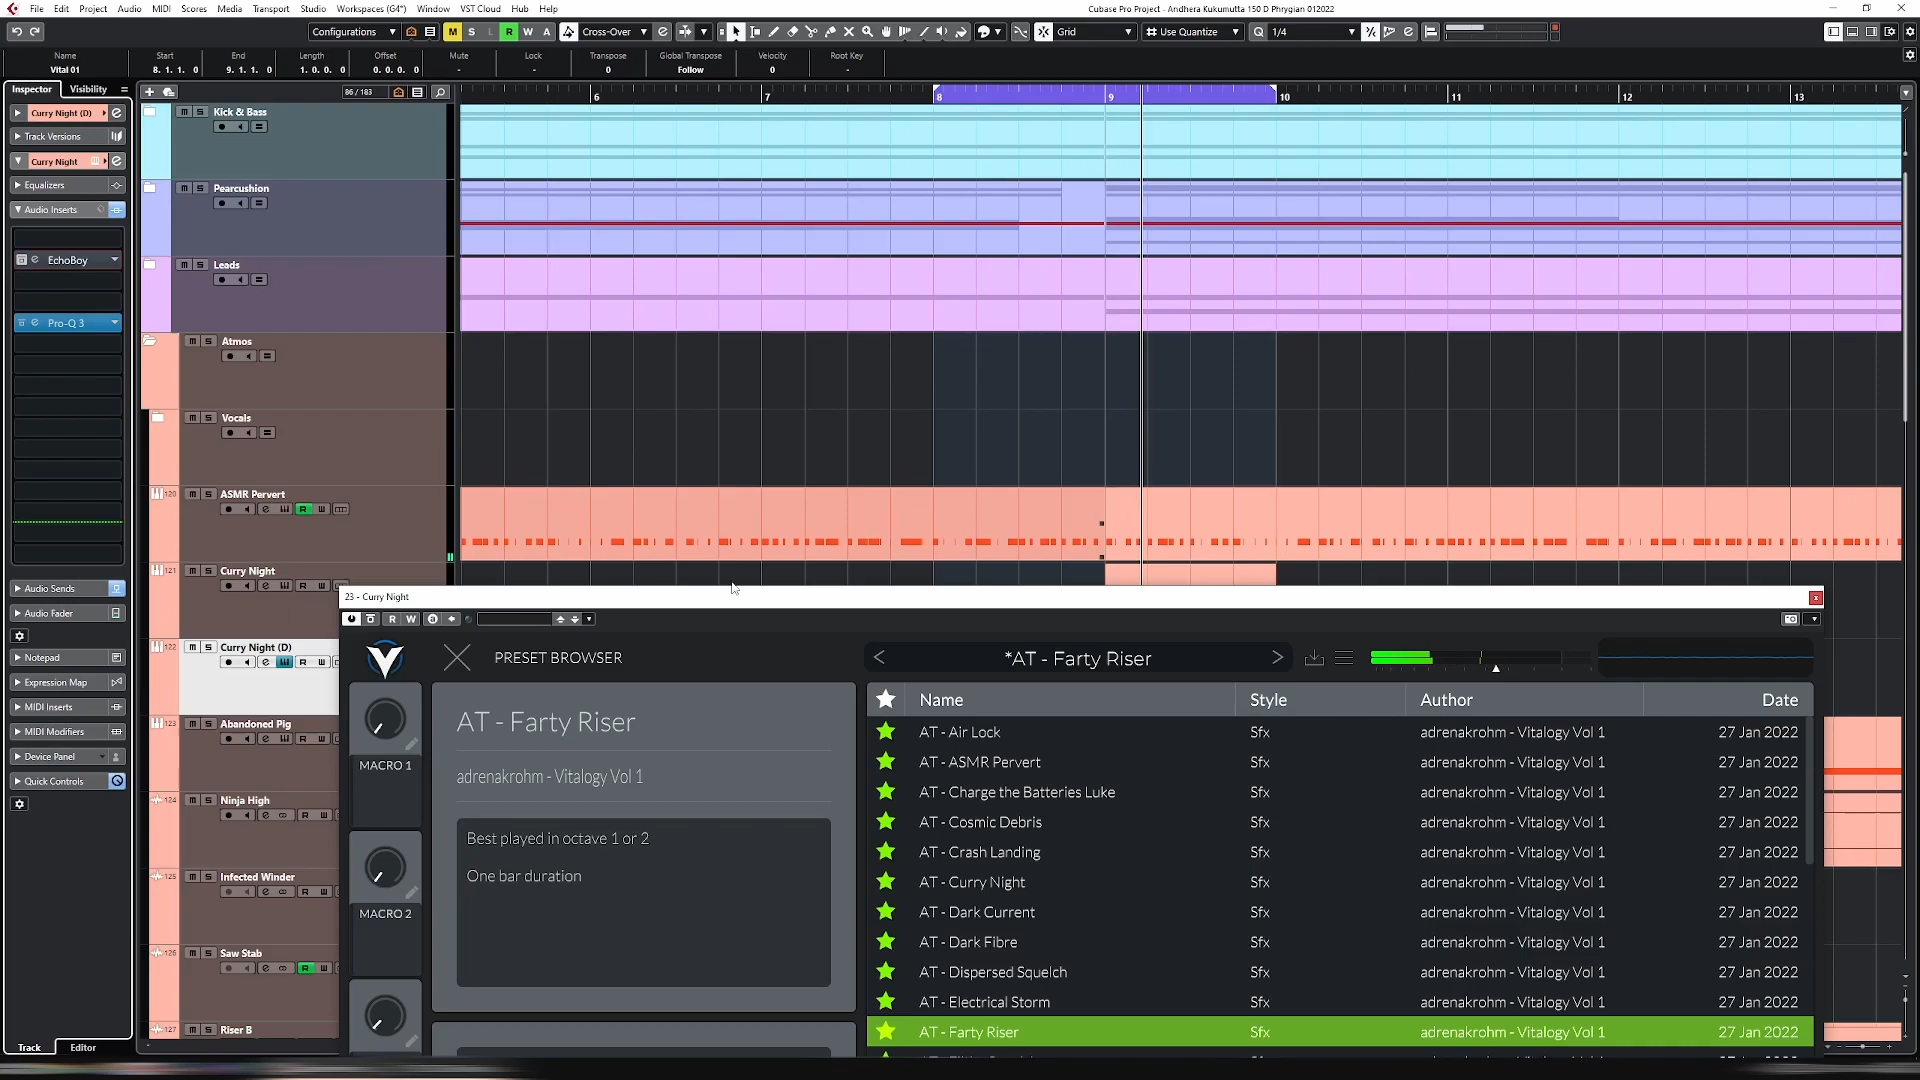 File Edit Project Audio MIDI Scores Media Transport Studio Workspaces (G4*) Window VST Cloud Hub Help
Cubase Pro Project - Andhera Kukumutta 150 D Phrygian 012022
Configurations M S L R W A Cross-Over Grid Use Quantize Q 1/4
Name Start End Length Offset Mute Lock Transpose Global Transpose Velocity Root Key
Vital 01 8. 1. 1. 0 9. 1. 1. 0 1. 0. 0. 0 0. 0. 0. 0 - - 0 Follow 0 -
Inspector Visibility
86 / 183
6 7 8 9 10 11 12 13
Curry Night (D)
Track Versions
Curry Night
Equalizers
Audio Inserts
EchoBoy
Pro-Q 3
Audio Sends
Audio Fader
Notepad
Expression Map
MIDI Inserts
MIDI Modifiers
Device Panel
Quick Controls
Track Editor
m s Kick & Bass
m s Pearcushion
m s Leads
m s Atmos
m s Vocals
120 m s ASMR Pervert
R
121 m s Curry Night
R
122 m s Curry Night (D)
R
123 m s Abandoned Pig
R
124 m s Ninja High
R
125 m s Infected Winder
R
126 m s Saw Stab
R
127 m s Riser B
23 - Curry Night
R W
PRESET BROWSER
*AT - Farty Riser
MACRO 1
MACRO 2
AT - Farty Riser
adrenakrohm - Vitalogy Vol 1
Best played in octave 1 or 2
One bar duration
Name Style Author Date
AT - Air Lock Sfx adrenakrohm - Vitalogy Vol 1 27 Jan 2022
AT - ASMR Pervert Sfx adrenakrohm - Vitalogy Vol 1 27 Jan 2022
AT - Charge the Batteries Luke Sfx adrenakrohm - Vitalogy Vol 1 27 Jan 2022
AT - Cosmic Debris Sfx adrenakrohm - Vitalogy Vol 1 27 Jan 2022
AT - Crash Landing Sfx adrenakrohm - Vitalogy Vol 1 27 Jan 2022
AT - Curry Night Sfx adrenakrohm - Vitalogy Vol 1 27 Jan 2022
AT - Dark Current Sfx adrenakrohm - Vitalogy Vol 1 27 Jan 2022
AT - Dark Fibre Sfx adrenakrohm - Vitalogy Vol 1 27 Jan 2022
AT - Dispersed Squelch Sfx adrenakrohm - Vitalogy Vol 1 27 Jan 2022
AT - Electrical Storm Sfx adrenakrohm - Vitalogy Vol 1 27 Jan 2022
AT - Farty Riser Sfx adrenakrohm - Vitalogy Vol 1 27 Jan 2022